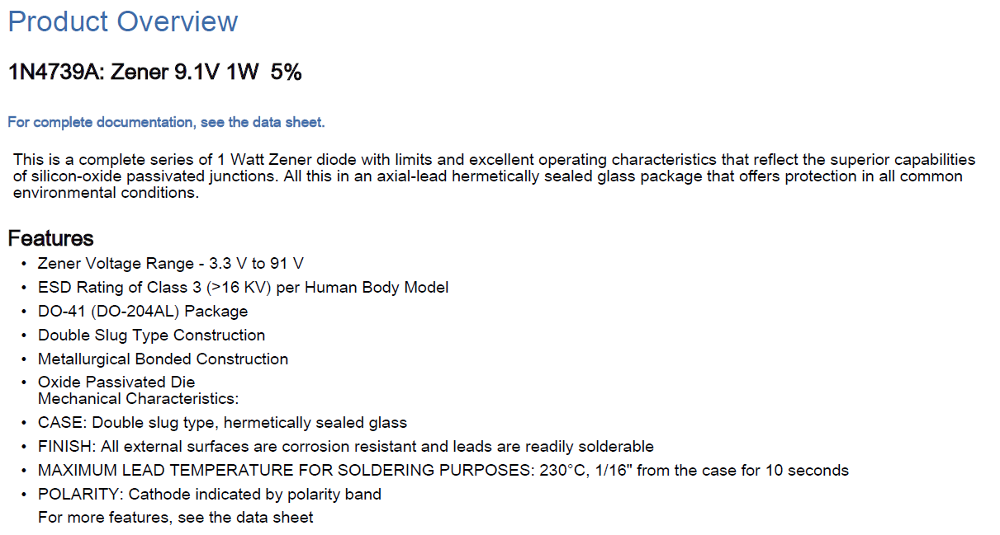 Product Overview
1N4739A: Zener 9.1V 1W  5%
For complete documentation, see the data sheet.
This is a complete series of 1 Watt Zener diode with limits and excellent operating characteristics that reflect the superior capabilities
of silicon-oxide passivated junctions. All this in an axial-lead hermetically sealed glass package that offers protection in all common
environmental conditions.
Features
• Zener Voltage Range - 3.3 V to 91 V
• ESD Rating of Class 3 (>16 KV) per Human Body Model
• DO-41 (DO-204AL) Package
• Double Slug Type Construction
• Metallurgical Bonded Construction
• Oxide Passivated Die
Mechanical Characteristics:
• CASE: Double slug type, hermetically sealed glass
• FINISH: All external surfaces are corrosion resistant and leads are readily solderable
• MAXIMUM LEAD TEMPERATURE FOR SOLDERING PURPOSES: 230°C, 1/16" from the case for 10 seconds
• POLARITY: Cathode indicated by polarity band
For more features, see the data sheet